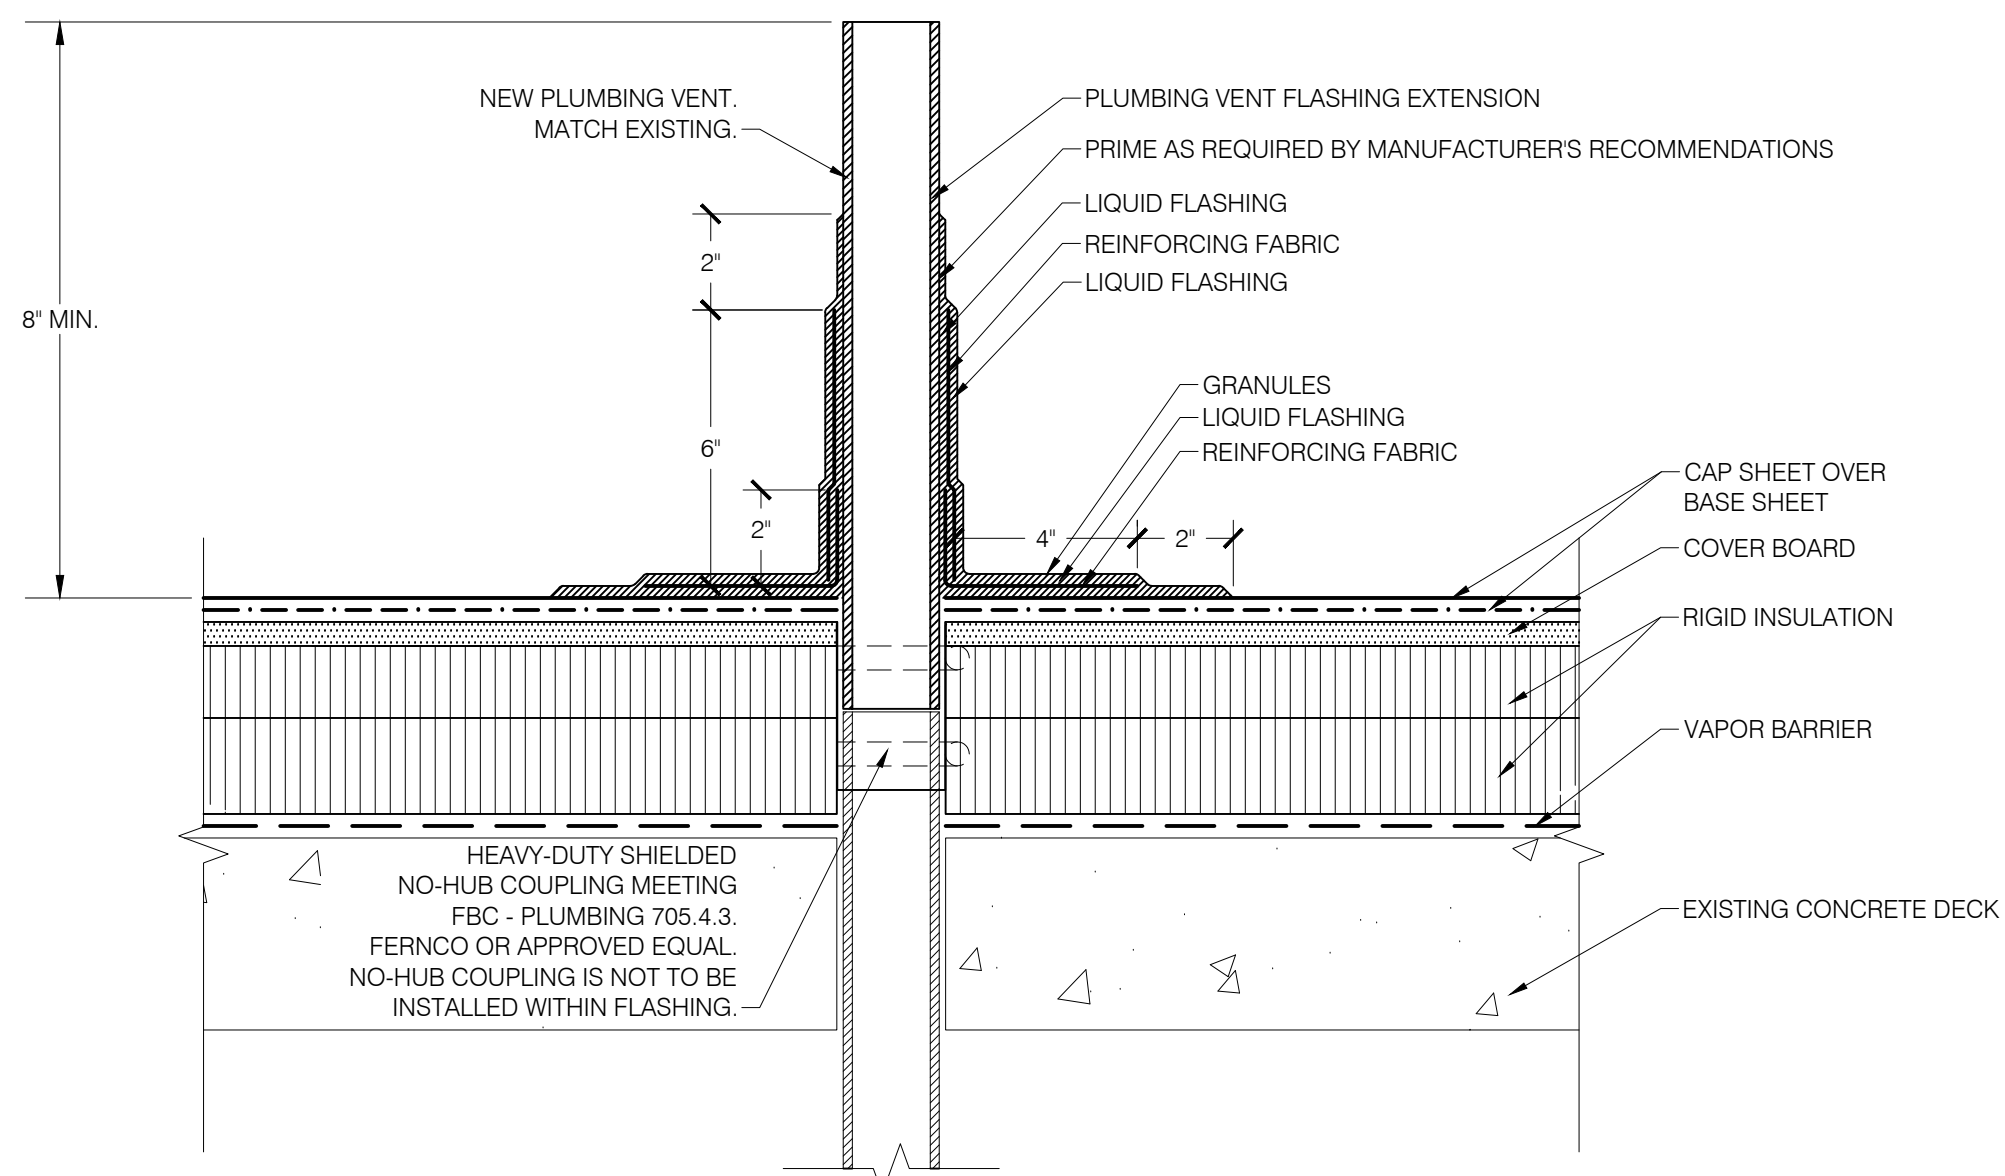 NEW PLUMBING VENT.
MATCH EXISTING.
PLUMBING VENT FLASHING EXTENSION
PRIME AS REQUIRED BY MANUFACTURER'S RECOMMENDATIONS
LIQUID FLASHING
REINFORCING FABRIC
LIQUID FLASHING
2"
8" MIN.
6"
2"
GRANULES
LIQUID FLASHING
REINFORCING FABRIC
4"
2"
CAP SHEET OVER
BASE SHEET
COVER BOARD
RIGID INSULATION
VAPOR BARRIER
HEAVY-DUTY SHIELDED
NO-HUB COUPLING MEETING
FBC - PLUMBING 705.4.3.
FERNCO OR APPROVED EQUAL.
NO-HUB COUPLING IS NOT TO BE
INSTALLED WITHIN FLASHING.
EXISTING CONCRETE DECK